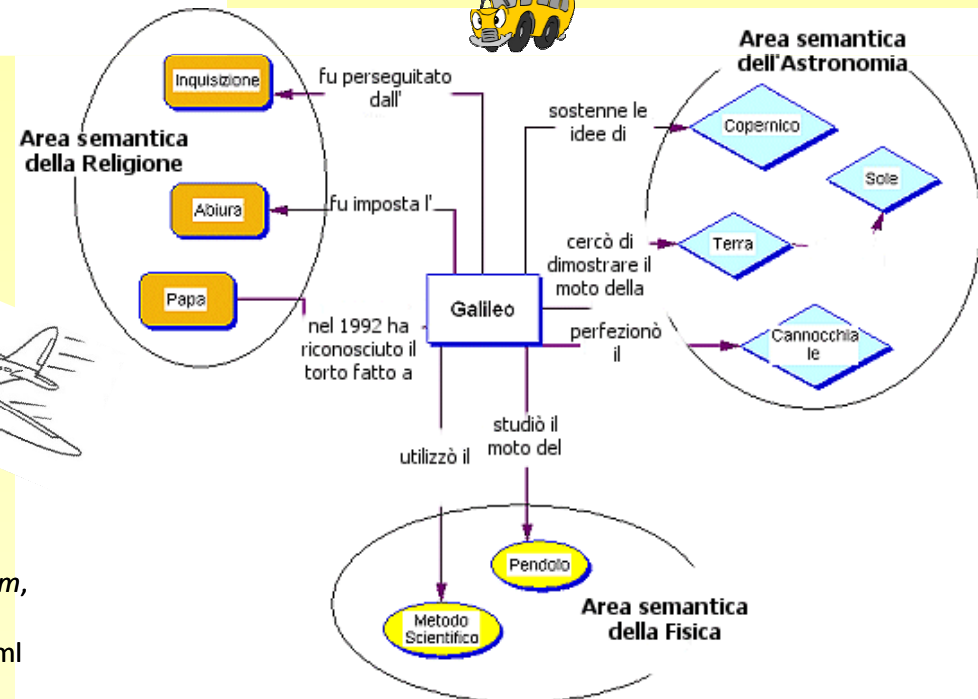 Area semantica
dell'Astronomia
Inquisizione
fu perseguitato
dall'
sostenne le
idee di
Copernico
Area semantica
della Religione
Sole
Abiura
fu imposta l'
cercò di
dimostrare il
moto della
Terra
Papa
nel 1992 ha
riconosciuto il
torto fatto a
Galileo
perfezionò
il
Cannocchia
le
utilizzò il
studiò il
moto del
Pendolo
Metodo
Scientifico
Area semantica
della Fisica
m,
ml